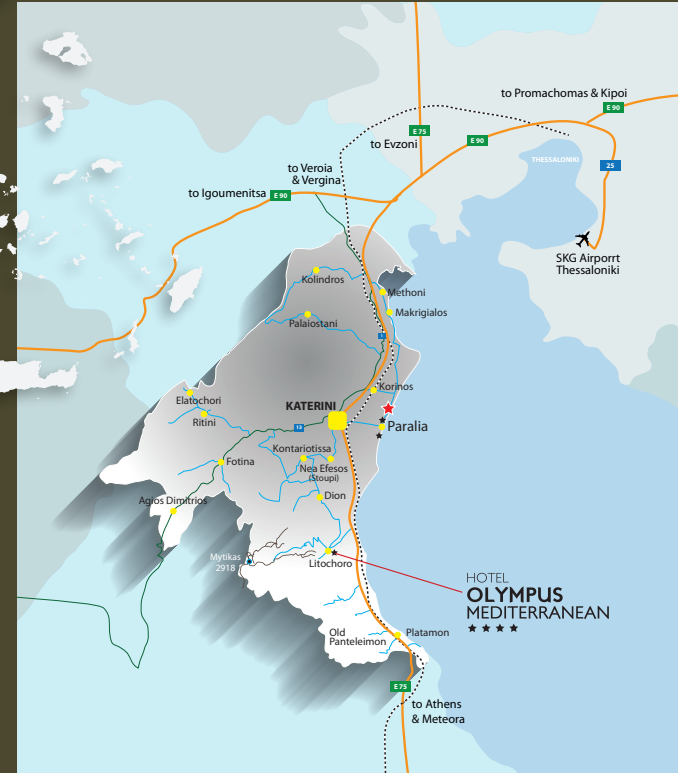 to Promachomas & Kipoi
E 90
E 75
to Evzoni
E 90
THESSALONIKI
25
to Veroia
& Vergina
to Igoumenitsa
E 90
SKG Airporrt
Thessaloniki
Kolindros
Methoni
Makrigialos
Palaiostani
Korinos
Elatochori
KATERINI
Ritini
13
Paralia
Kontariotissa
Fotina
Nea Efesos
(Stoupi)
Agios Dimitrios
Dion
Mytikas
2918
Litochoro
HOTEL
OLYMPUS
MEDITERRANEAN
Old
Panteleimon
Platamon
E 75
to Athens
& Meteora